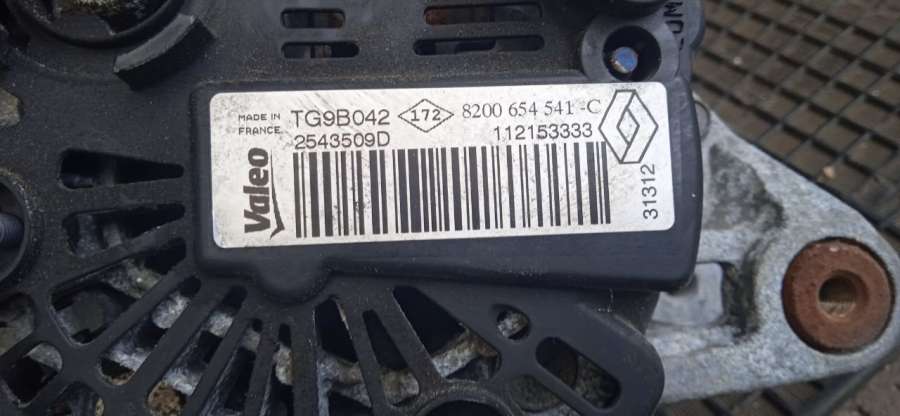 MADE IN FRANCE
TG9B042 172 8200 654 541 -C
2543509D 112153333
Valeo
31312